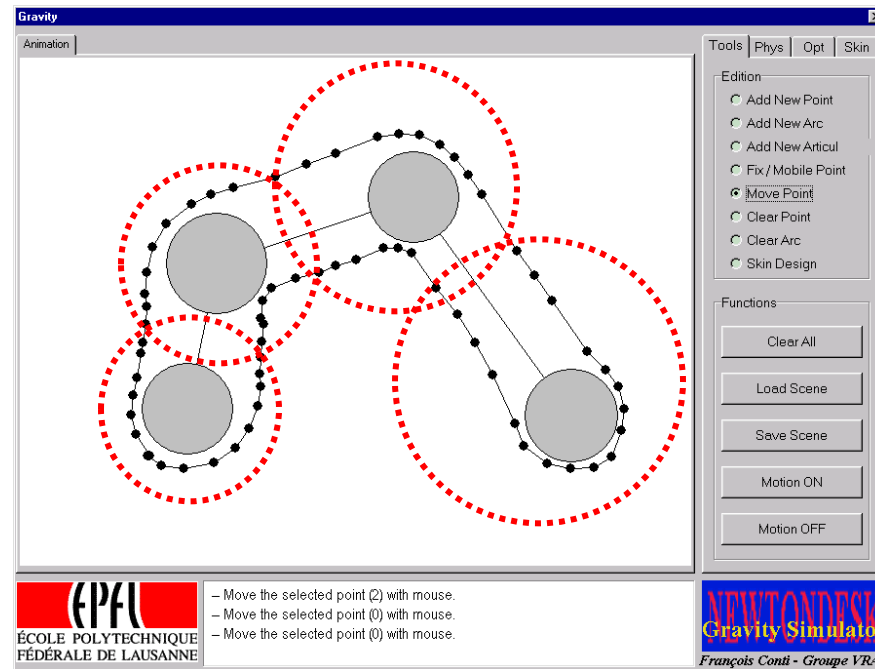 Gravity
Animation
Tools Phys Opt Skin
Edition
Add New Point
Add New Arc
Add New Articul
Fix / Mobile Point
Move Point
Clear Point
Clear Arc
Skin Design
Functions
Clear All
Load Scene
Save Scene
Motion ON
Motion OFF
EPFL
ÉCOLE POLYTECHNIQUE
FÉDÉRALE DE LAUSANNE
– Move the selected point (2) with mouse.
– Move the selected point (0) with mouse.
– Move the selected point (0) with mouse.
NEWTONDESK
Gravity Simulato
François Conti - Groupe VR-